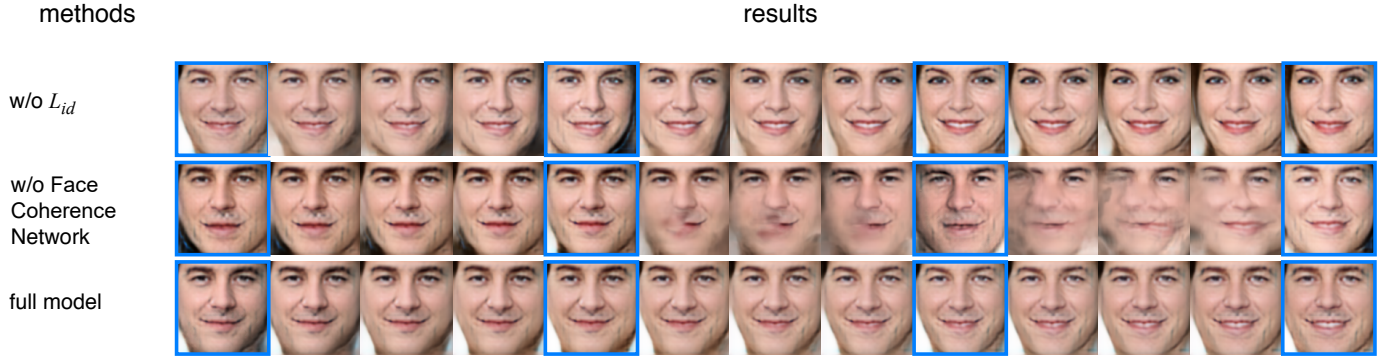 methods
results
w/o L_id
w/o Face
Coherence
Network
full model